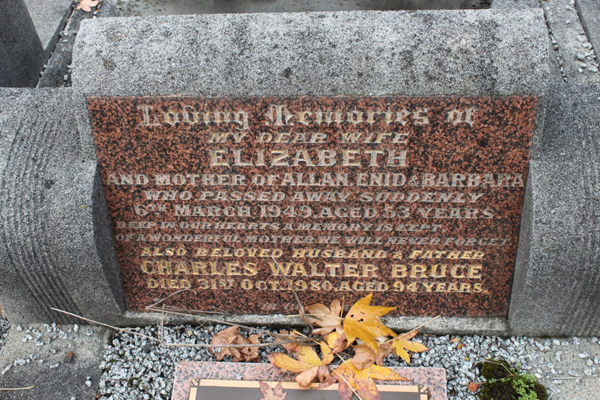 Loving Memories of
MY DEAR WIFE
ELIZABETH
AND MOTHER OF ALLAN, ENID & BARBARA
WHO PASSED AWAY SUDDENLY
6TH MARCH 1949. AGED 53 YEARS.
DEEP IN OUR HEARTS A MEMORY IS KEPT
OF A WONDERFUL MOTHER WE WILL NEVER FORGET.
ALSO BELOVED HUSBAND & FATHER
CHARLES WALTER BRUCE
DIED 31ST OCT. 1980. AGED 94 YEARS.